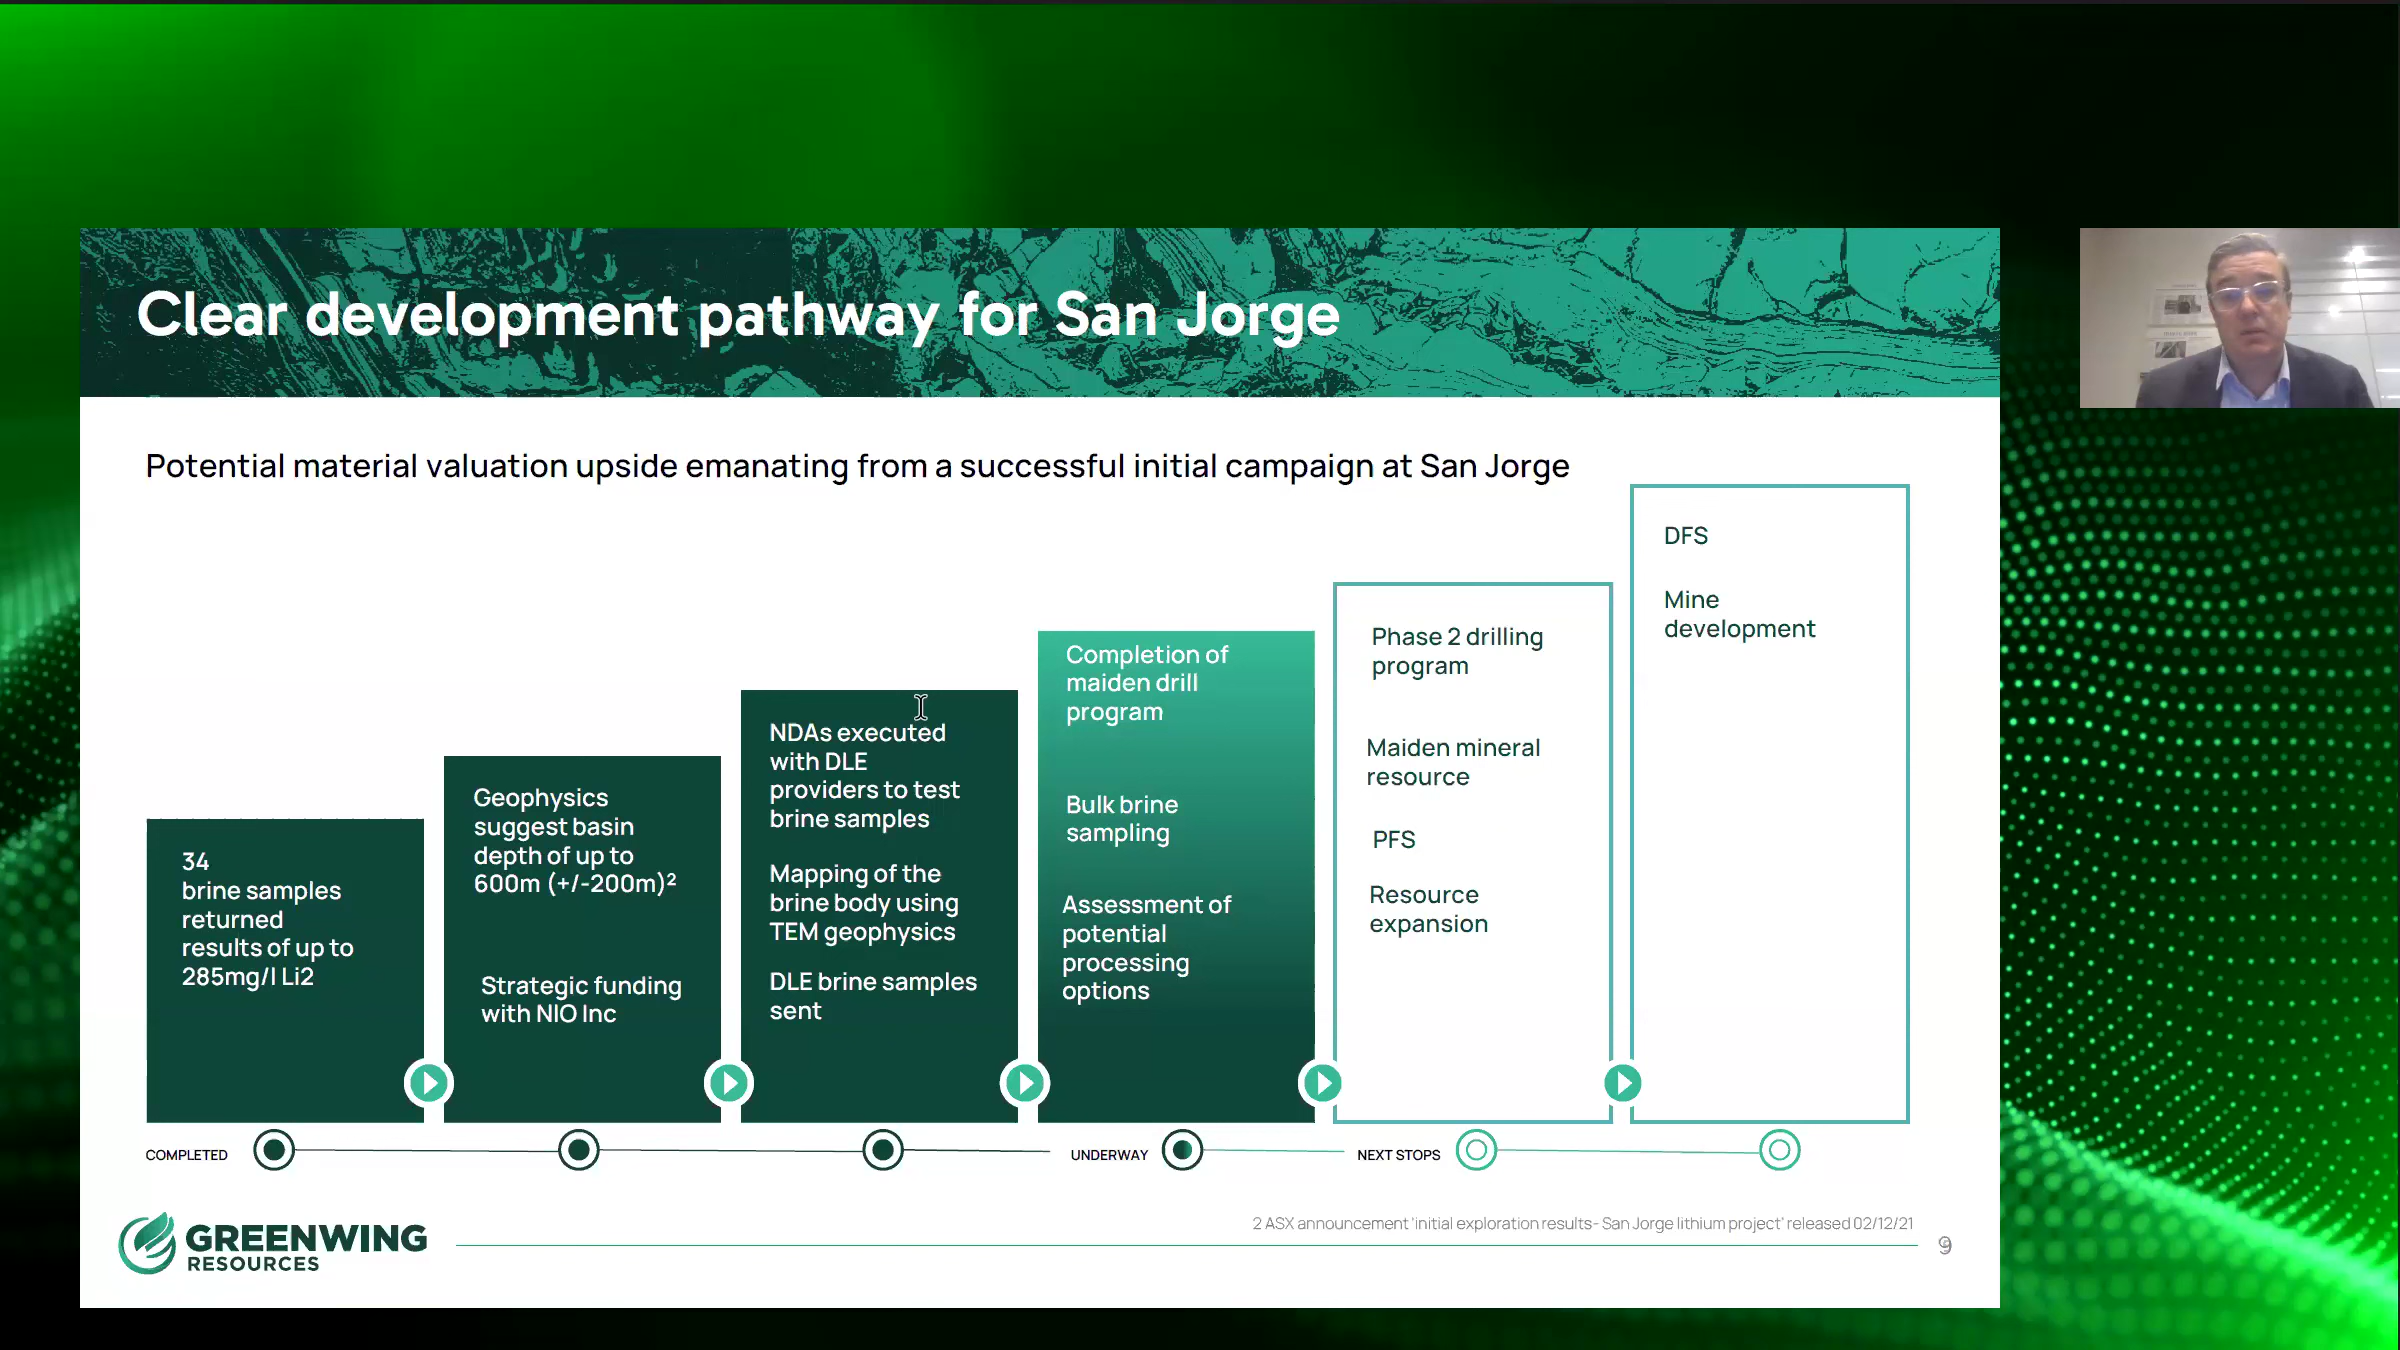 Clear development pathway for San Jorge
Potential material valuation upside emanating from a successful initial campaign at San Jorge
34
brine samples
returned
results of up to
285mg/l Li2
Geophysics
suggest basin
depth of up to
600m (+/-200m)²
Strategic funding
with NIO Inc
NDAs executed
with DLE
providers to test
brine samples
Mapping of the
brine body using
TEM geophysics
DLE brine samples
sent
Completion of
maiden drill
program
Bulk brine
sampling
Assessment of
potential
processing
options
Phase 2 drilling
program
Maiden mineral
resource
PFS
Resource
expansion
DFS
Mine
development
COMPLETED
UNDERWAY
NEXT STOPS
2 ASX announcement 'initial exploration results- San Jorge lithium project' released 02/12/21
GREENWING
RESOURCES
9